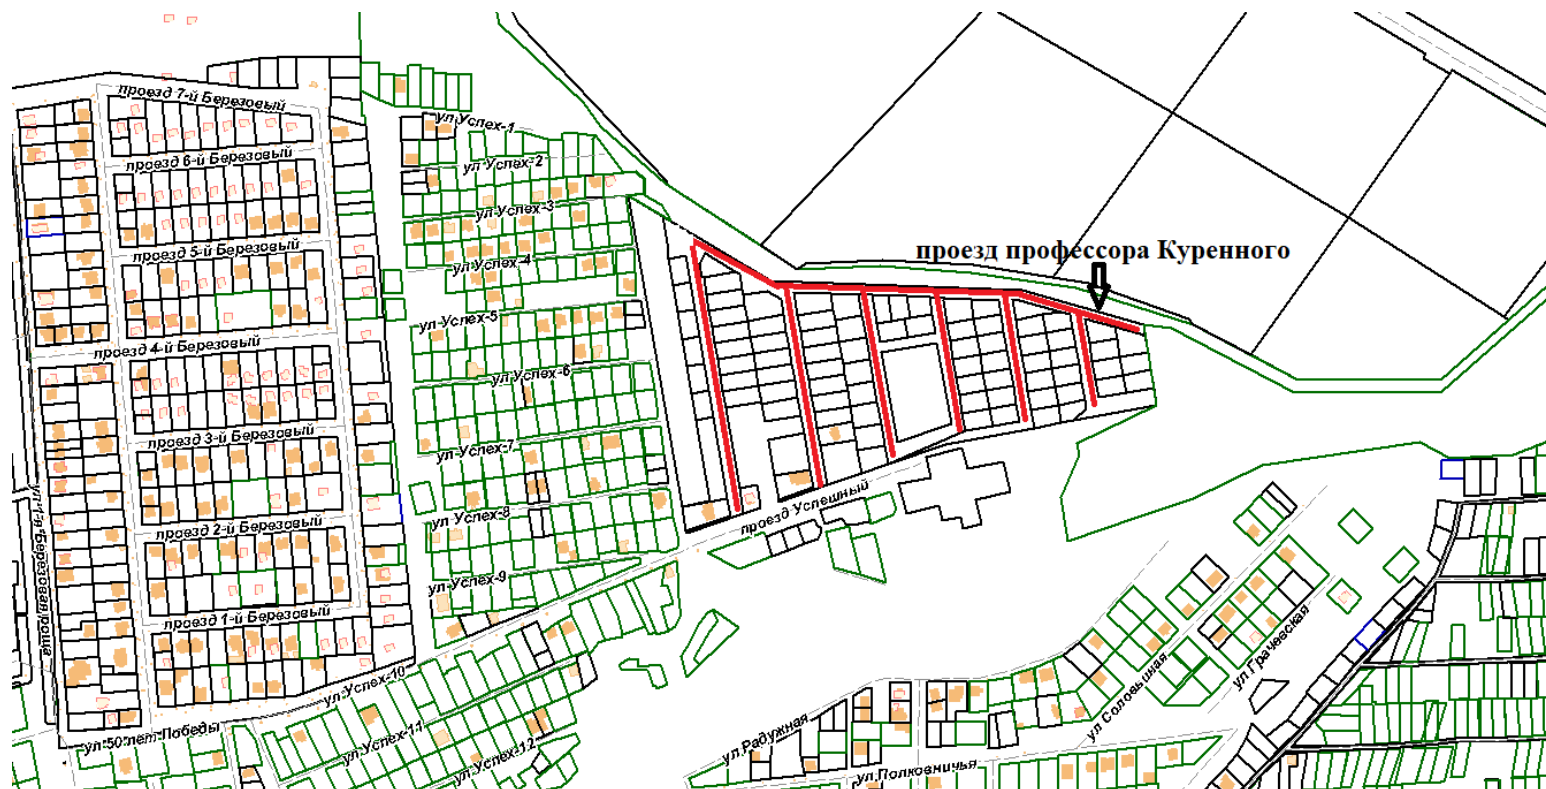 проезд 7-й Березовый
ул Успех-1
проезд 6-й Березовый
ул Успех-2
ул Успех-3
проезд 5-й Березовый
ул Успех-4
проезд профессора Куренного
ул Успех-5
проезд 4-й Березовый
ул Успех-6
проезд 3-й Березовый
ул Успех-7
ул 1-я Березовая роща
проезд Успешный
ул Успех-8
проезд 2-й Березовый
ул Успех-9
проезд 1-й Березовый
ул Грачевская
ул Соловьиная
ул Успех-10
ул 50 лет Победы
ул Успех-11
ул Радужная
ул Успех-12
ул Полковничья